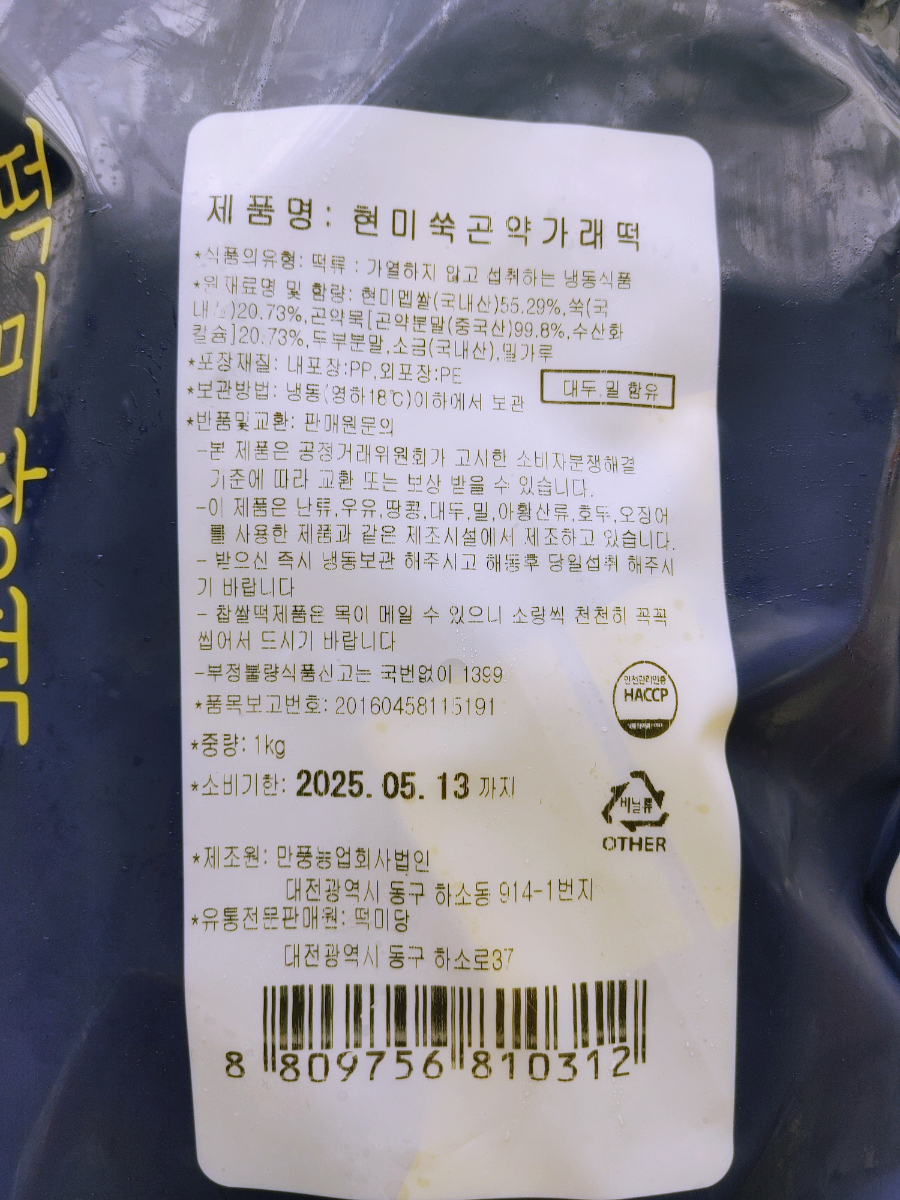 떡미당
제품명: 현미쑥곤약가래떡
*식품의유형: 떡류 : 가열하지 않고 섭취하는 냉동식품
*원재료명 및 함량: 현미멥쌀(국내산)55.29%,쑥(국
내산)20.73%,곤약묵[곤약분말(중국산)99.8%,수산화
칼슘]20.73%,두부분말,소금(국내산),밀가루
*포장재질: 내포장:PP,외포장:PE
대두,밀 함유
*보관방법: 냉동(영하18℃)이하에서 보관
*반품및교환: 판매원문의
-본 제품은 공정거래위원회가 고시한 소비자분쟁해결
기준에 따라 교환 또는 보상 받을 수 있습니다.
-이 제품은 난류,우유,땅콩,대두,밀,아황산류,호두,오징어
를 사용한 제품과 같은 제조시설에서 제조하고 있습니다.
- 받으신 즉시 냉동보관 해주시고 해동후 당일섭취 해주시
기 바랍니다
- 찹쌀떡제품은 목이 메일 수 있으니 소량씩 천천히 꼭꼭
씹어서 드시기 바랍니다
-부정불량식품신고는 국번없이 1399
안전관리인증
HACCP
*품목보고번호: 20160458115191
*중량: 1kg
*소비기한: 2025.05.13 까지
비닐류
OTHER
*제조원: 만풍농업회사법인
대전광역시 동구 하소동 914-1번지
*유통전문판매원: 떡미당
대전광역시 동구 하소로37
8 809756 810312